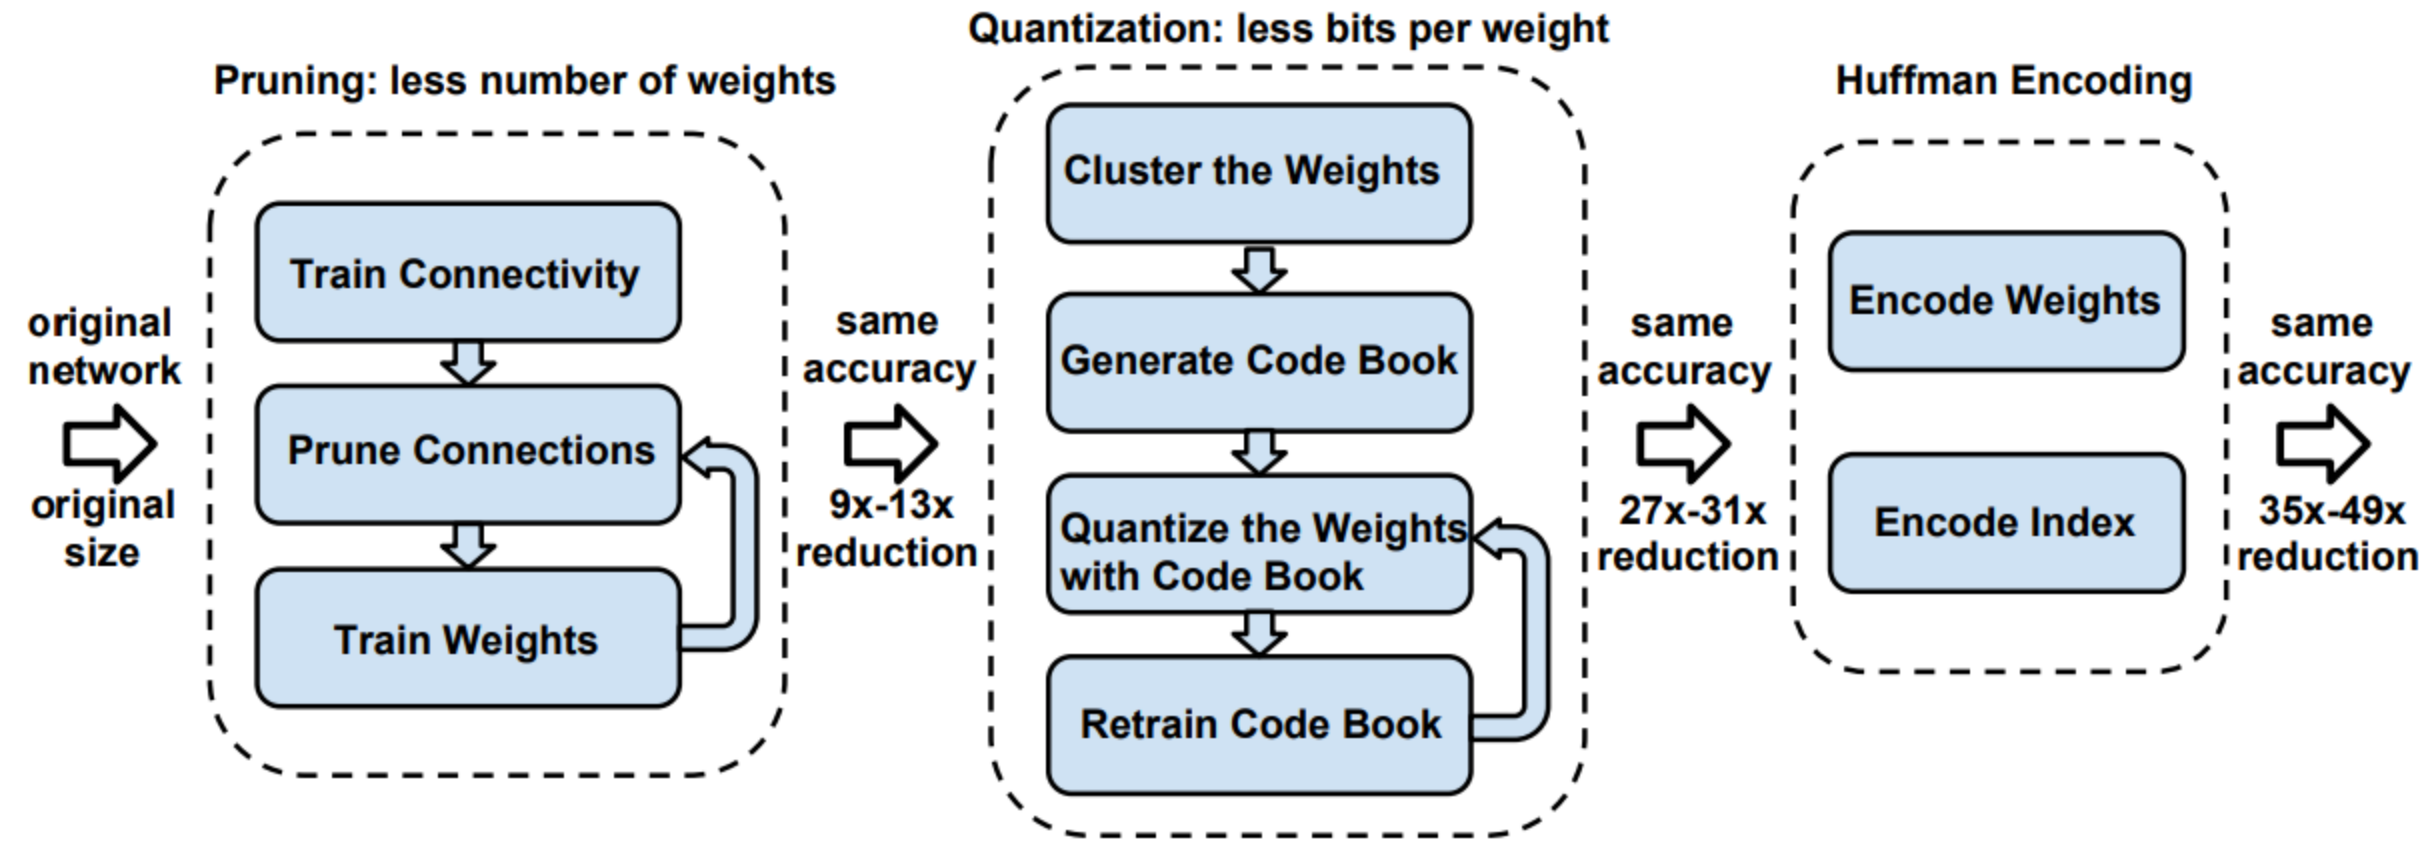 original
network
original
size
Pruning: less number of weights
Train Connectivity
Prune Connections
Train Weights
same
accuracy
9x-13x
reduction
Quantization: less bits per weight
Cluster the Weights
Generate Code Book
Quantize the Weights
with Code Book
Retrain Code Book
same
accuracy
27x-31x
reduction
Huffman Encoding
Encode Weights
Encode Index
same
accuracy
35x-49x
reduction